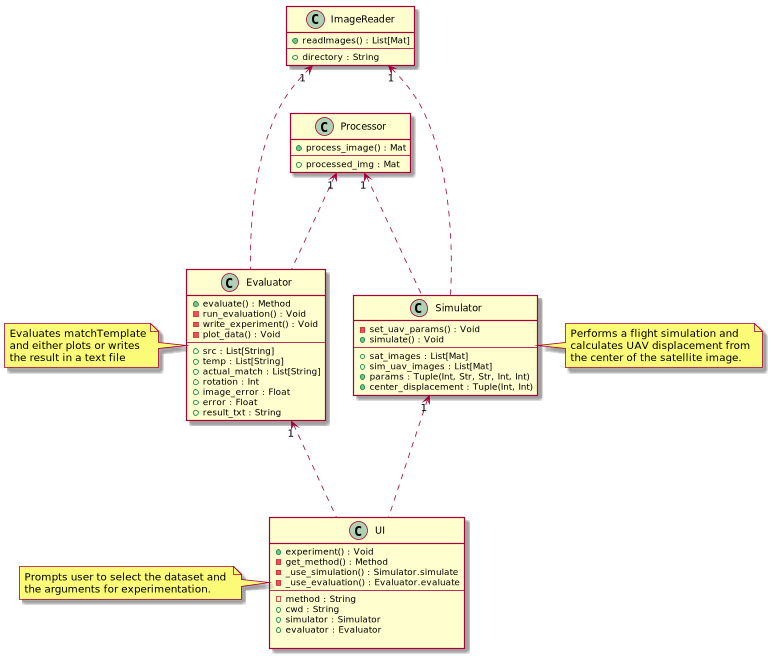 C ImageReader
readImages() : List[Mat]
directory : String
1
1
C Processor
process_image() : Mat
processed_img : Mat
1
1
C Evaluator
evaluate() : Method
run_evaluation() : Void
write_experiment() : Void
plot_data() : Void
src : List[String]
temp : List[String]
actual_match : List[String]
rotation : Int
image_error : Float
error : Float
result_txt : String
Evaluates matchTemplate
and either plots or writes
the result in a text file
C Simulator
set_uav_params() : Void
simulate() : Void
sat_images : List[Mat]
sim_uav_images : List[Mat]
params : Tuple(Int, Str, Str, Int, Int)
center_displacement : Tuple(Int, Int)
Performs a flight simulation and
calculates UAV displacement from
the center of the satellite image.
1
1
C UI
experiment() : Void
get_method() : Method
_use_simulation() : Simulator.simulate
_use_evaluation() : Evaluator.evaluate
method : String
cwd : String
simulator : Simulator
evaluator : Evaluator
Prompts user to select the dataset and
the arguments for experimentation.